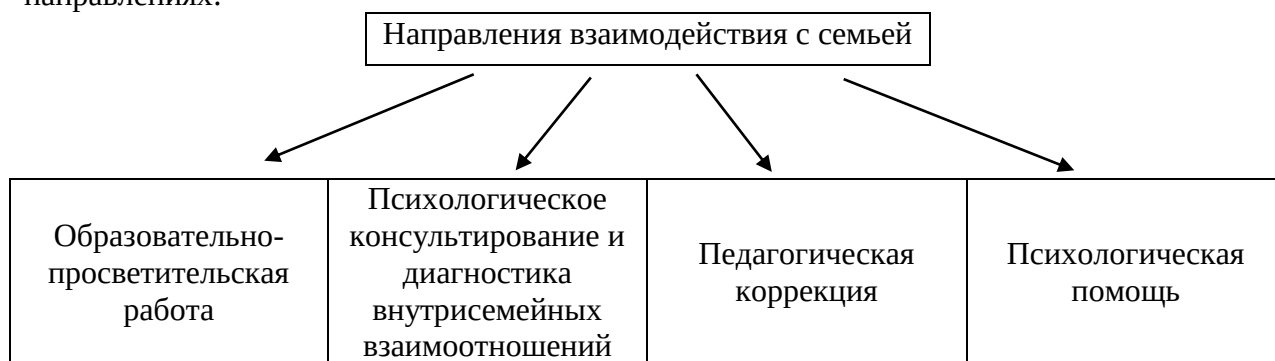 направлениях:
Направления взаимодействия с семьей
Образовательно-
просветительская
работа
Психологическое
консультирование и
диагностика
внутрисемейных
взаимоотношений
Педагогическая
коррекция
Психологическая
помощь